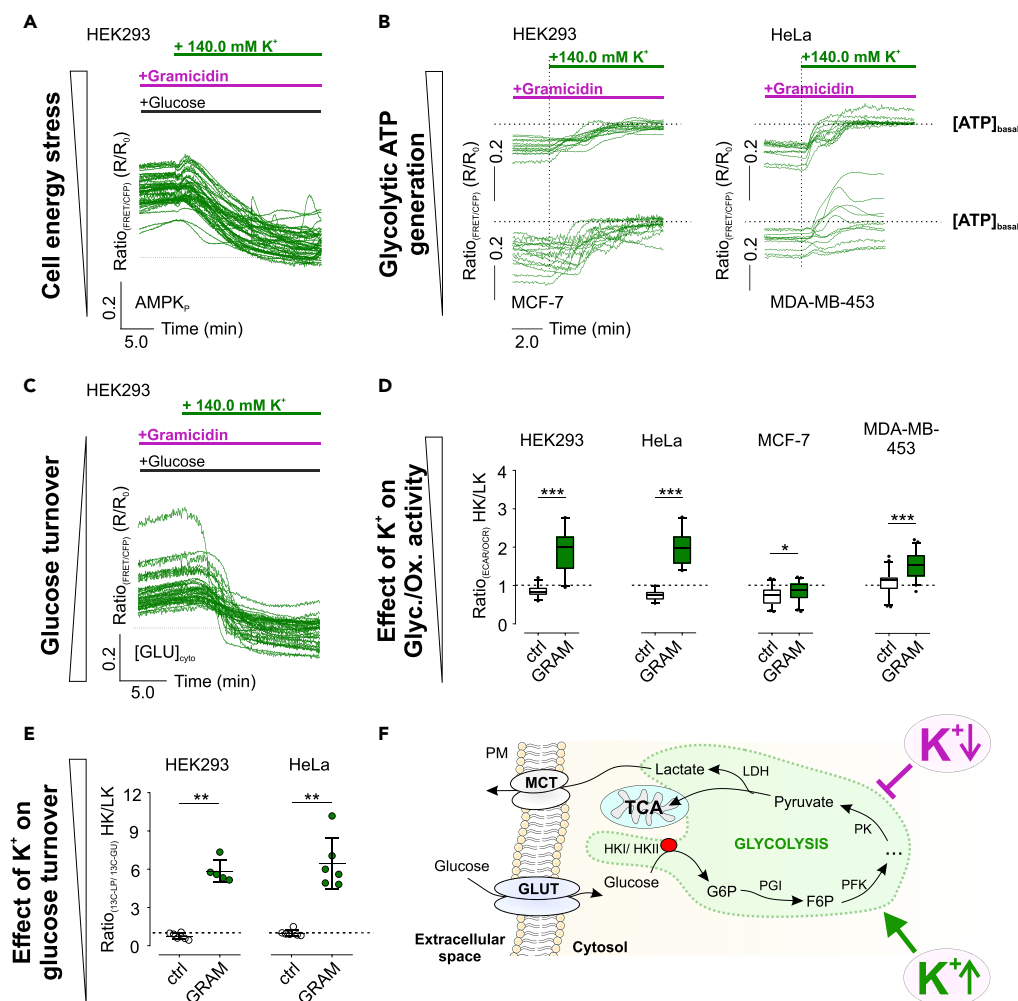 A
HEK293
+ 140.0 mM K+
+Gramicidin
+Glucose
Cell energy stress
Ratio(FRET/CFP) (R/R0)
0.2
AMPKP
5.0
Time (min)
B
HEK293
HeLa
+140.0 mM K+
+140.0 mM K+
+Gramicidin
+Gramicidin
Glycolytic ATP
generation
Ratio(FRET/CFP) (R/R0)
0.2
Ratio(FRET/CFP) (R/R0)
0.2
[ATP]basal
Ratio(FRET/CFP) (R/R0)
0.2
Ratio(FRET/CFP) (R/R0)
0.2
[ATP]basal
MCF-7
MDA-MB-453
2.0
Time (min)
C
HEK293
+ 140.0 mM K+
+Gramicidin
+Glucose
Glucose turnover
Ratio(FRET/CFP) (R/R0)
0.2
[GLU]cyto
5.0
Time (min)
D
Effect of K+ on
Glyc./Ox. activity
HEK293
HeLa
MCF-7
MDA-MB-
453
Ratio(ECAR/OCR) HK/LK
4
3
2
1
0
***
***
*
***
ctrl
GRAM
ctrl
GRAM
ctrl
GRAM
ctrl
GRAM
E
Effect of K+ on
glucose turnover
HEK293
HeLa
Ratio(13C-LP/ 13C-GU) HK/LK
12
9
6
3
0
**
**
ctrl
GRAM
ctrl
GRAM
F
K+↓
PM
MCT
Lactate
LDH
TCA
Pyruvate
PK
HKI/ HKII
GLYCOLYSIS
...
Glucose
GLUT
Glucose
G6P
PGI
F6P
PFK
Extracellular
space
Cytosol
K+↑